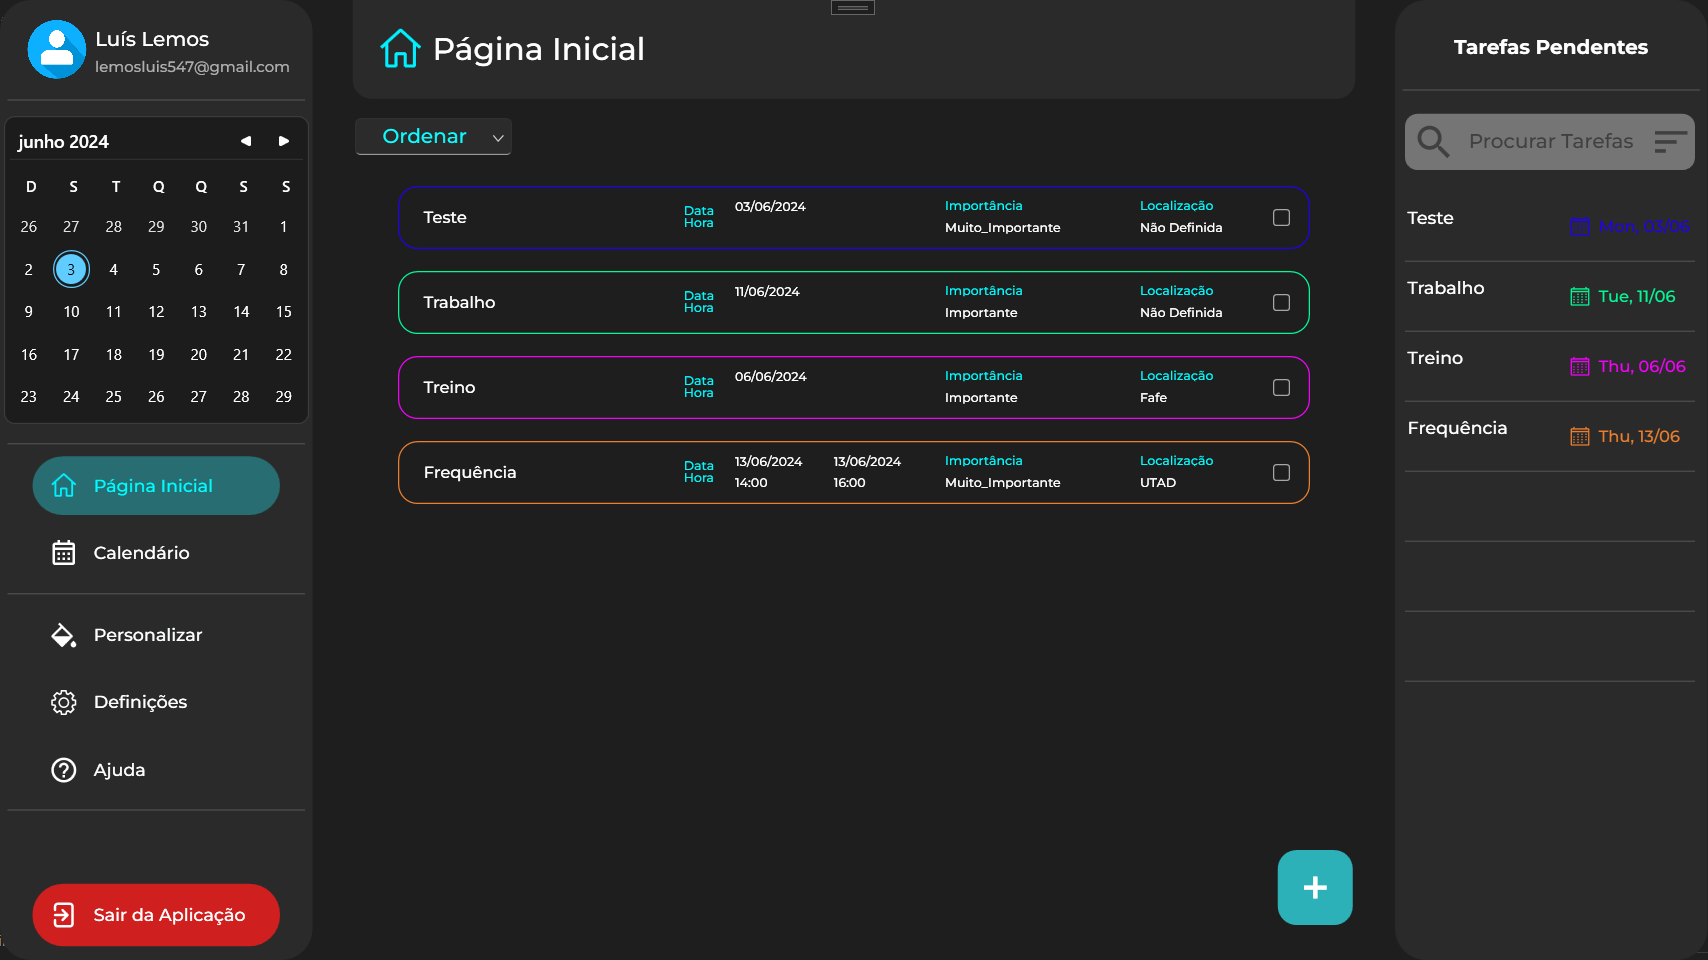 Luís Lemos
lemosluis547@gmail.com
junho 2024
D S T Q Q S S
26 27 28 29 30 31 1
2 3 4 5 6 7 8
9 10 11 12 13 14 15
16 17 18 19 20 21 22
23 24 25 26 27 28 29
Página Inicial
Calendário
Personalizar
Definições
Ajuda
Sair da Aplicação
Página Inicial
Ordenar
Teste
Data 03/06/2024
Hora
Importância
Muito_Importante
Localização
Não Definida
Trabalho
Data 11/06/2024
Hora
Importância
Importante
Localização
Não Definida
Treino
Data 06/06/2024
Hora
Importância
Importante
Localização
Fafe
Frequência
Data 13/06/2024 13/06/2024
Hora 14:00 16:00
Importância
Muito_Importante
Localização
UTAD
+
Tarefas Pendentes
Procurar Tarefas
Teste Mon, 03/06
Trabalho Tue, 11/06
Treino Thu, 06/06
Frequência Thu, 13/06